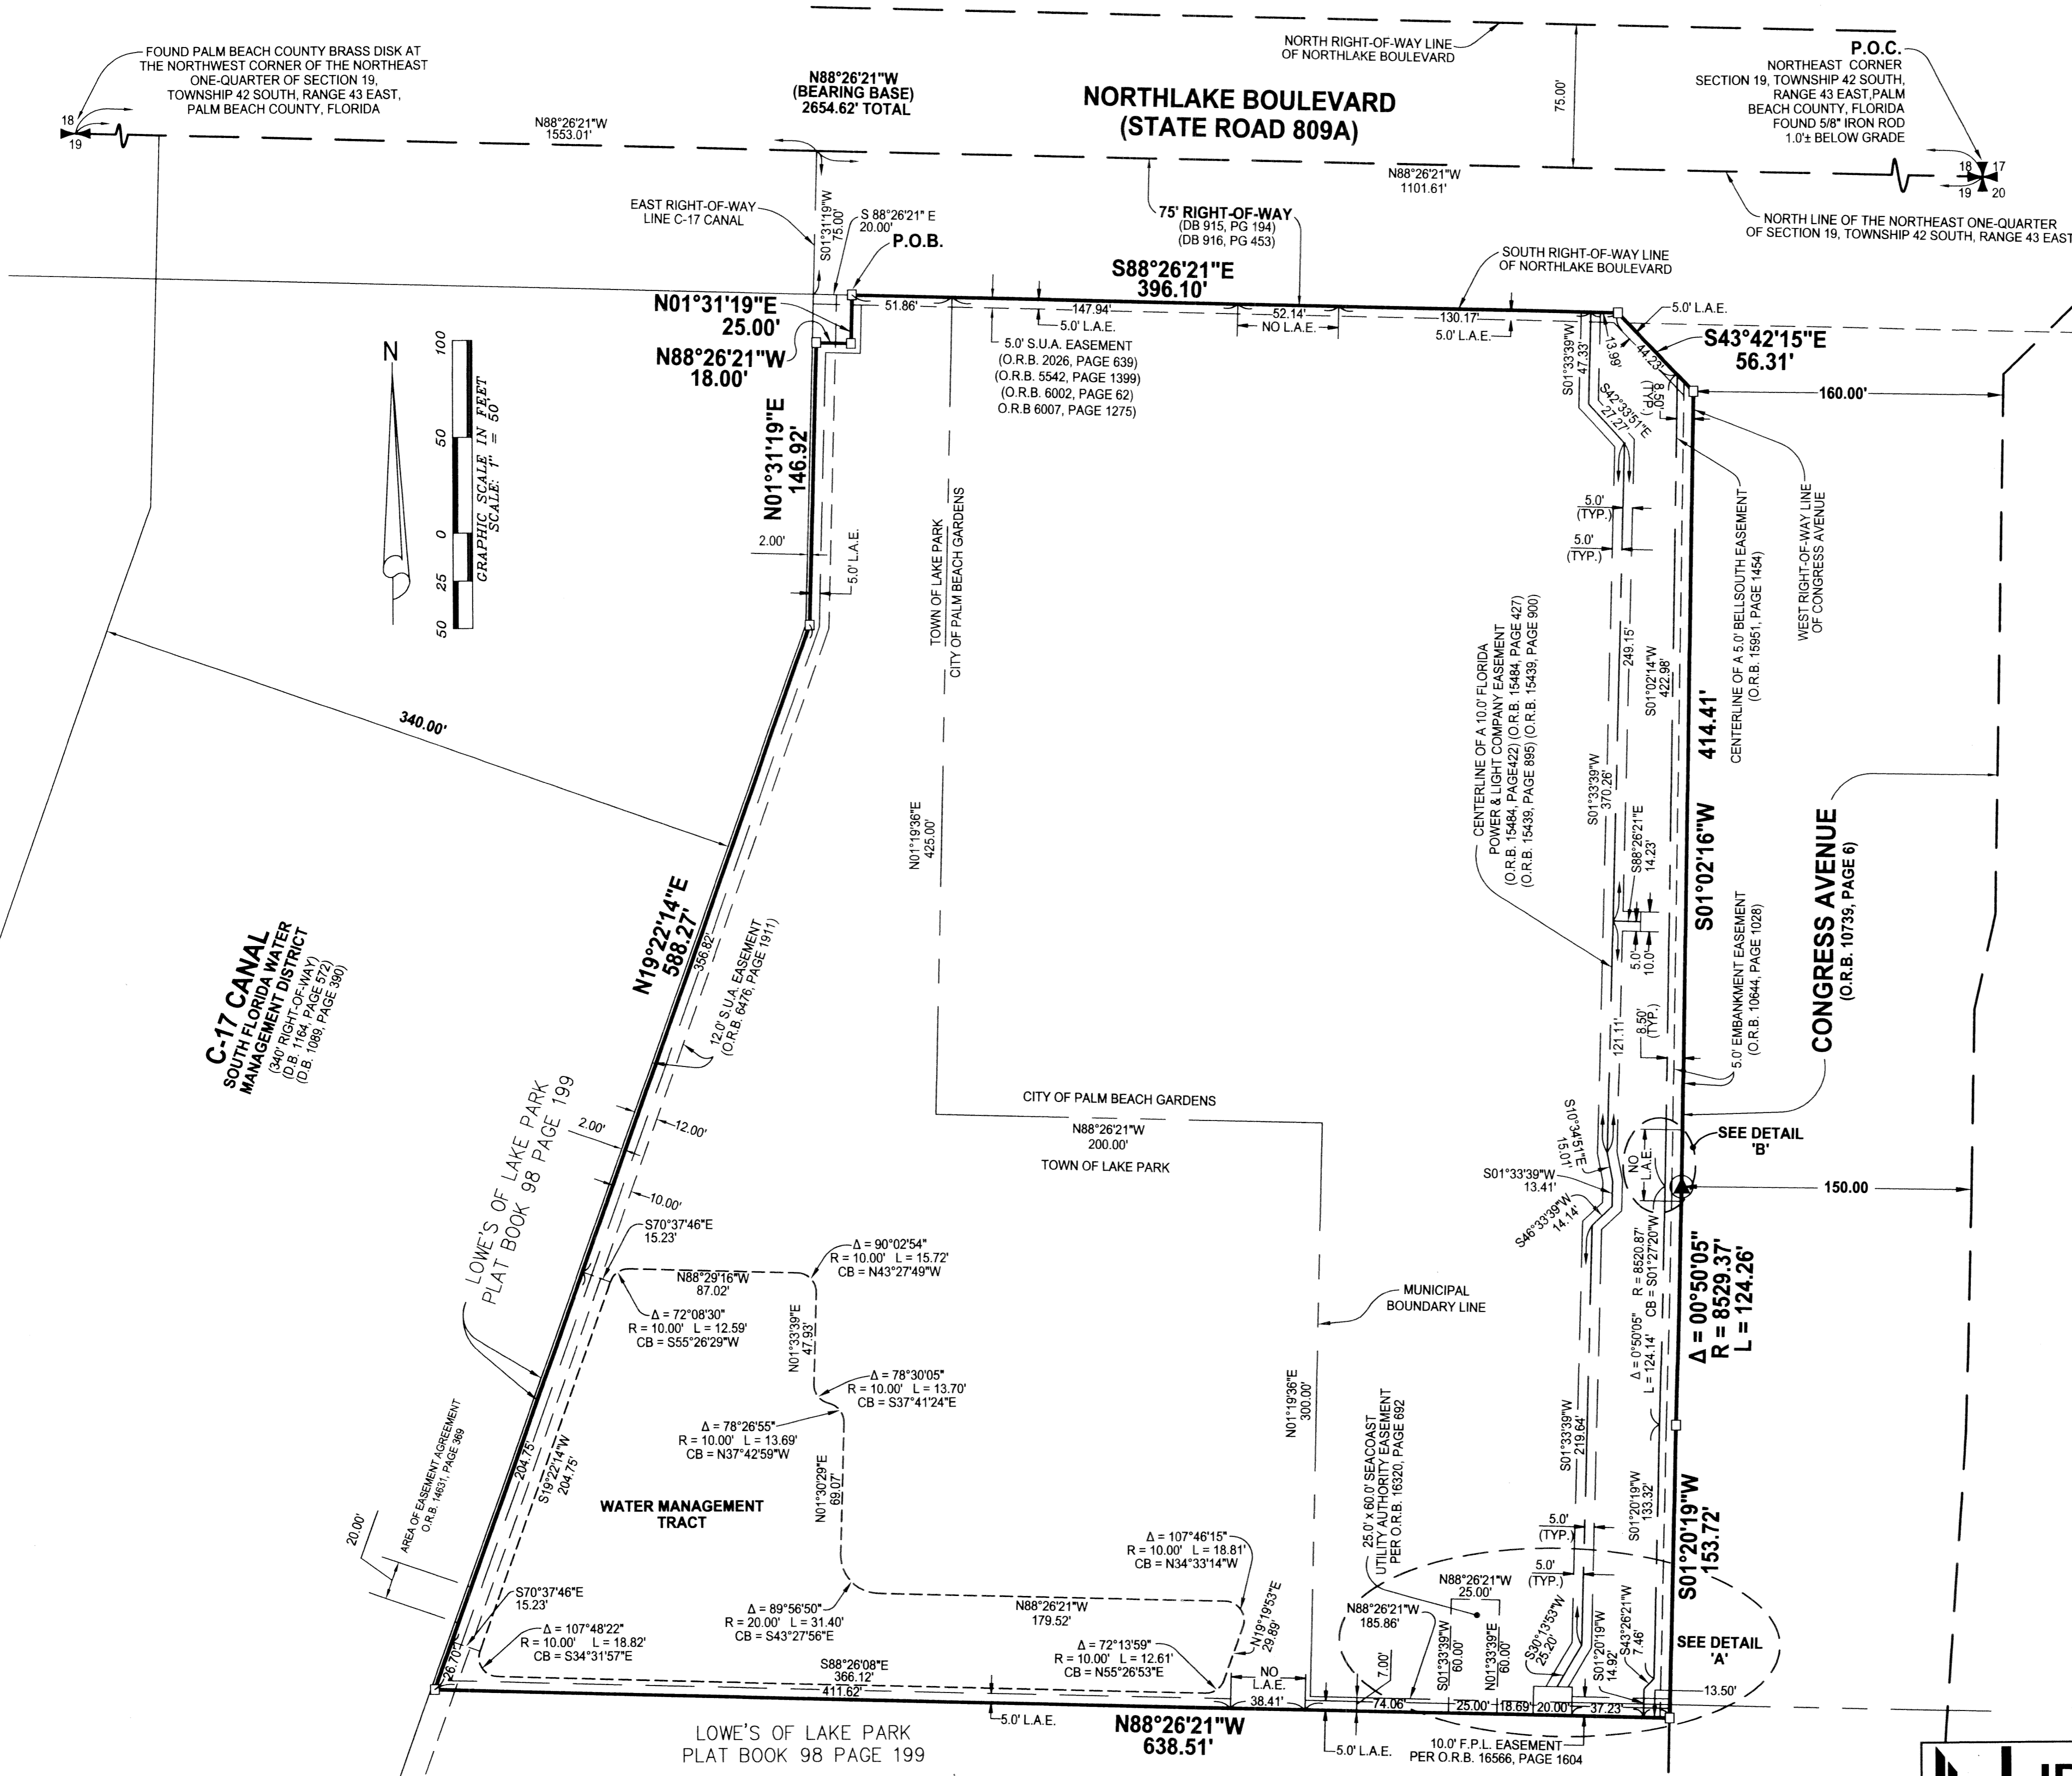 FOUND PALM BEACH COUNTY BRASS DISK AT
THE NORTHWEST CORNER OF THE NORTHEAST
ONE-QUARTER OF SECTION 19,
TOWNSHIP 42 SOUTH, RANGE 43 EAST,
PALM BEACH COUNTY, FLORIDA
18
19
N88°26'21"W
1553.01'
N88°26'21"W
(BEARING BASE)
2654.62' TOTAL
NORTHLAKE BOULEVARD
(STATE ROAD 809A)
NORTH RIGHT-OF-WAY LINE
OF NORTHLAKE BOULEVARD
75.00'
P.O.C.
NORTHEAST CORNER
SECTION 19, TOWNSHIP 42 SOUTH,
RANGE 43 EAST,PALM
BEACH COUNTY, FLORIDA
FOUND 5/8" IRON ROD
1.0'± BELOW GRADE
18 17
19 20
N88°26'21"W
1101.61'
NORTH LINE OF THE NORTHEAST ONE-QUARTER
OF SECTION 19, TOWNSHIP 42 SOUTH, RANGE 43 EAST
EAST RIGHT-OF-WAY
LINE C-17 CANAL
S01°31'19"W
75.00'
S 88°26'21" E
20.00'
P.O.B.
75' RIGHT-OF-WAY
(DB 915, PG 194)
(DB 916, PG 453)
SOUTH RIGHT-OF-WAY LINE
OF NORTHLAKE BOULEVARD
S88°26'21"E
396.10'
N01°31'19"E
25.00'
N88°26'21"W
18.00'
51.86'
147.94'
5.0' L.A.E.
52.14'
NO L.A.E.
130.17'
5.0' L.A.E.
5.0' L.A.E.
S43°42'15"E
56.31'
5.0' S.U.A. EASEMENT
(O.R.B. 2026, PAGE 639)
(O.R.B. 5542, PAGE 1399)
(O.R.B. 6002, PAGE 62)
O.R.B 6007, PAGE 1275)
S01°33'39"W
47.33'
13.99'
44.23'
8.50'
(TYP.)
S42°33'51"E
27.27'
160.00'
N
100
50
0
25
50
GRAPHIC SCALE IN FEET
SCALE: 1" = 50'
N01°31'19"E
146.92'
2.00'
5.0' L.A.E.
TOWN OF LAKE PARK
CITY OF PALM BEACH GARDENS
5.0'
(TYP.)
5.0'
(TYP.)
WEST RIGHT-OF-WAY LINE
OF CONGRESS AVENUE
CENTERLINE OF A 5.0' BELLSOUTH EASEMENT
(O.R.B. 15951, PAGE 1454)
340.00'
CENTERLINE OF A 10.0' FLORIDA
POWER & LIGHT COMPANY EASEMENT
(O.R.B. 15484, PAGE422) (O.R.B. 15484, PAGE 427)
(O.R.B. 15439, PAGE 895) (O.R.B. 15439, PAGE 900)
249.15'
S01°02'14"W
422.98'
414.41'
S01°02'16"W
S01°33'39"W
370.26'
N01°19'36"E
425.00'
S88°26'21"E
14.23'
5.0'
10.0'
CONGRESS AVENUE
(O.R.B. 10739, PAGE 6)
N19°22'14"E
588.27'
356.82'
12.0' S.U.A. EASEMENT
(O.R.B. 6476, PAGE 1911)
C-17 CANAL
SOUTH FLORIDA WATER
MANAGEMENT DISTRICT
(340' RIGHT-OF-WAY)
(D.B. 1164, PAGE 572)
(D.B. 1089, PAGE 390)
5.0' EMBANKMENT EASEMENT
(O.R.B. 10644, PAGE 1028)
121.11'
8.50'
(TYP.)
LOWE'S OF LAKE PARK
PLAT BOOK 98 PAGE 199
2.00'
12.00'
10.00'
CITY OF PALM BEACH GARDENS
N88°26'21"W
200.00'
TOWN OF LAKE PARK
S10°34'51"E
15.01'
S01°33'39"W
13.41'
S46°33'39"W
14.14'
NO
L.A.E.
SEE DETAIL
'B'
150.00
S70°37'46"E
15.23'
Δ = 90°02'54"
R = 10.00' L = 15.72'
CB = N43°27'49"W
N88°29'16"W
87.02'
Δ = 72°08'30"
R = 10.00' L = 12.59'
CB = S55°26'29"W
N01°33'39"E
47.93'
MUNICIPAL
BOUNDARY LINE
Δ = 0°50'05" R = 8520.87'
L = 124.14' CB = S01°27'20"W
Δ = 00°50'05"
R = 8529.37'
L = 124.26'
Δ = 78°30'05"
R = 10.00' L = 13.70'
CB = S37°41'24"E
Δ = 78°26'55"
R = 10.00' L = 13.69'
CB = N37°42'59"W
N01°19'36"E
300.00'
25.0' x 60.0' SEACOAST
UTILITY AUTHORITY EASEMENT
PER O.R.B. 16320, PAGE 692
S01°33'39"W
219.64'
AREA OF EASEMENT AGREEMENT
O.R.B. 14631, PAGE 369
20.00'
204.75'
S19°22'14"W
204.75'
N01°30'29"E
69.07'
WATER MANAGEMENT
TRACT
S01°20'19"W
133.32'
S01°20'19"W
153.72'
Δ = 107°46'15"
R = 10.00' L = 18.81'
CB = N34°33'14"W
5.0'
(TYP.)
5.0'
(TYP.)
N88°26'21"W
25.00'
S70°37'46"E
15.23'
Δ = 107°48'22"
R = 10.00' L = 18.82'
CB = S34°31'57"E
26.70'
Δ = 89°56'50"
R = 20.00' L = 31.40'
CB = S43°27'56"E
N88°26'21"W
179.52'
N19°19'53"E
29.89'
Δ = 72°13'59"
R = 10.00' L = 12.61'
CB = N55°26'53"E
N88°26'21"W
185.86'
7.00'
S01°33'39"W
60.00'
N01°33'39"E
60.00'
S30°13'53"W
25.20'
S01°20'19"W
14.92'
S43°26'21"W
7.46'
SEE DETAIL
'A'
13.50'
S88°26'08"E
366.12'
411.62'
NO
L.A.E.
38.41'
74.06'
25.00'
18.69'
20.00'
37.23'
5.0' L.A.E.
N88°26'21"W
638.51'
5.0' L.A.E.
10.0' F.P.L. EASEMENT
PER O.R.B. 16566, PAGE 1604
LOWE'S OF LAKE PARK
PLAT BOOK 98 PAGE 199